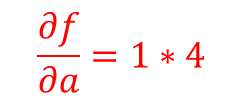 ∂f/∂a = 1 * 4